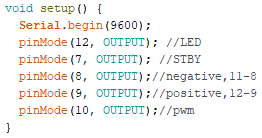 void setup() {
  Serial.begin(9600);
  pinMode(12, OUTPUT); //LED
  pinMode(7, OUTPUT); //STBY
  pinMode(8, OUTPUT);//negative,11-8
  pinMode(9, OUTPUT);//positive,12-9
  pinMode(10, OUTPUT);//pwm
}